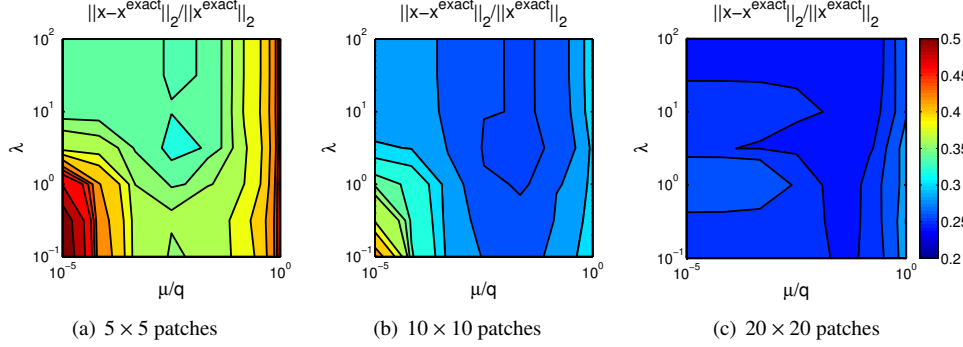 ||x−x^exact||_2/||x^exact||_2
||x−x^exact||_2/||x^exact||_2
||x−x^exact||_2/||x^exact||_2
10^2
10^1
λ
10^0
10^−1
10^−5
10^0
μ/q
10^2
10^1
λ
10^0
10^−1
10^−5
10^0
μ/q
10^2
10^1
λ
10^0
10^−1
10^−5
10^0
μ/q
0.5
0.45
0.4
0.35
0.3
0.25
0.2
(a) 5 × 5 patches
(b) 10 × 10 patches
(c) 20 × 20 patches